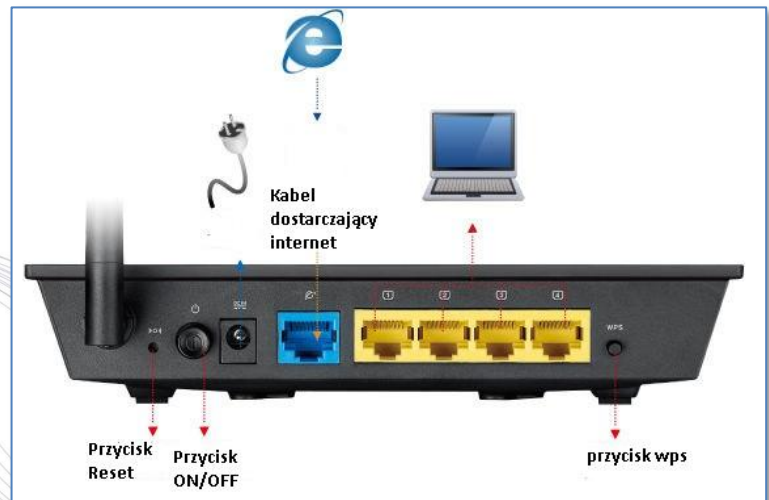 Kabel
dostarczający
internet
1
2
3
4
WPS
Przycisk
Reset
Przycisk
ON/OFF
przycisk wps